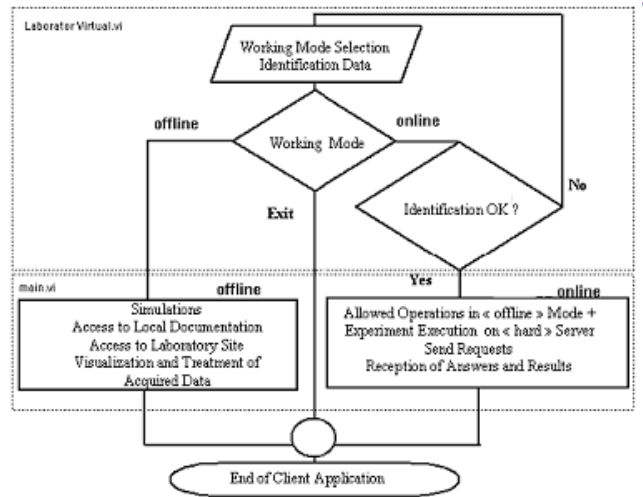 Laborator Virtual.vi
Working Mode Selection
Identification Data
offline
online
Working Mode
No
Exit
Identification OK ?
Yes
main.vi
offline
online
Simulations
Access to Local Documentation
Access to Laboratory Site
Visualization and Treatment of
Acquired Data
Allowed Operations in « offline » Mode +
Experiment Execution on « hard » Server
Send Requests
Reception of Answers and Results
End of Client Application